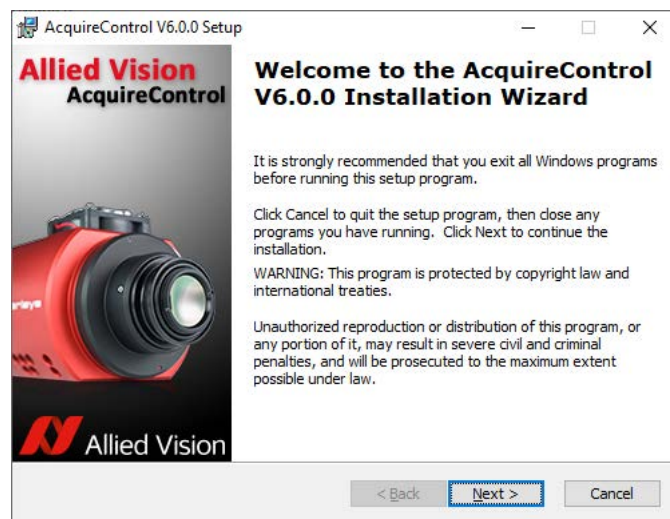 AcquireControl V6.0.0 Setup
Allied Vision
AcquireControl
Welcome to the AcquireControl
V6.0.0 Installation Wizard
It is strongly recommended that you exit all Windows programs
before running this setup program.
Click Cancel to quit the setup program, then close any
programs you have running. Click Next to continue the
installation.
WARNING: This program is protected by copyright law and
international treaties.
Unauthorized reproduction or distribution of this program, or
any portion of it, may result in severe civil and criminal
penalties, and will be prosecuted to the maximum extent
possible under law.
Allied Vision
< Back
Next >
Cancel